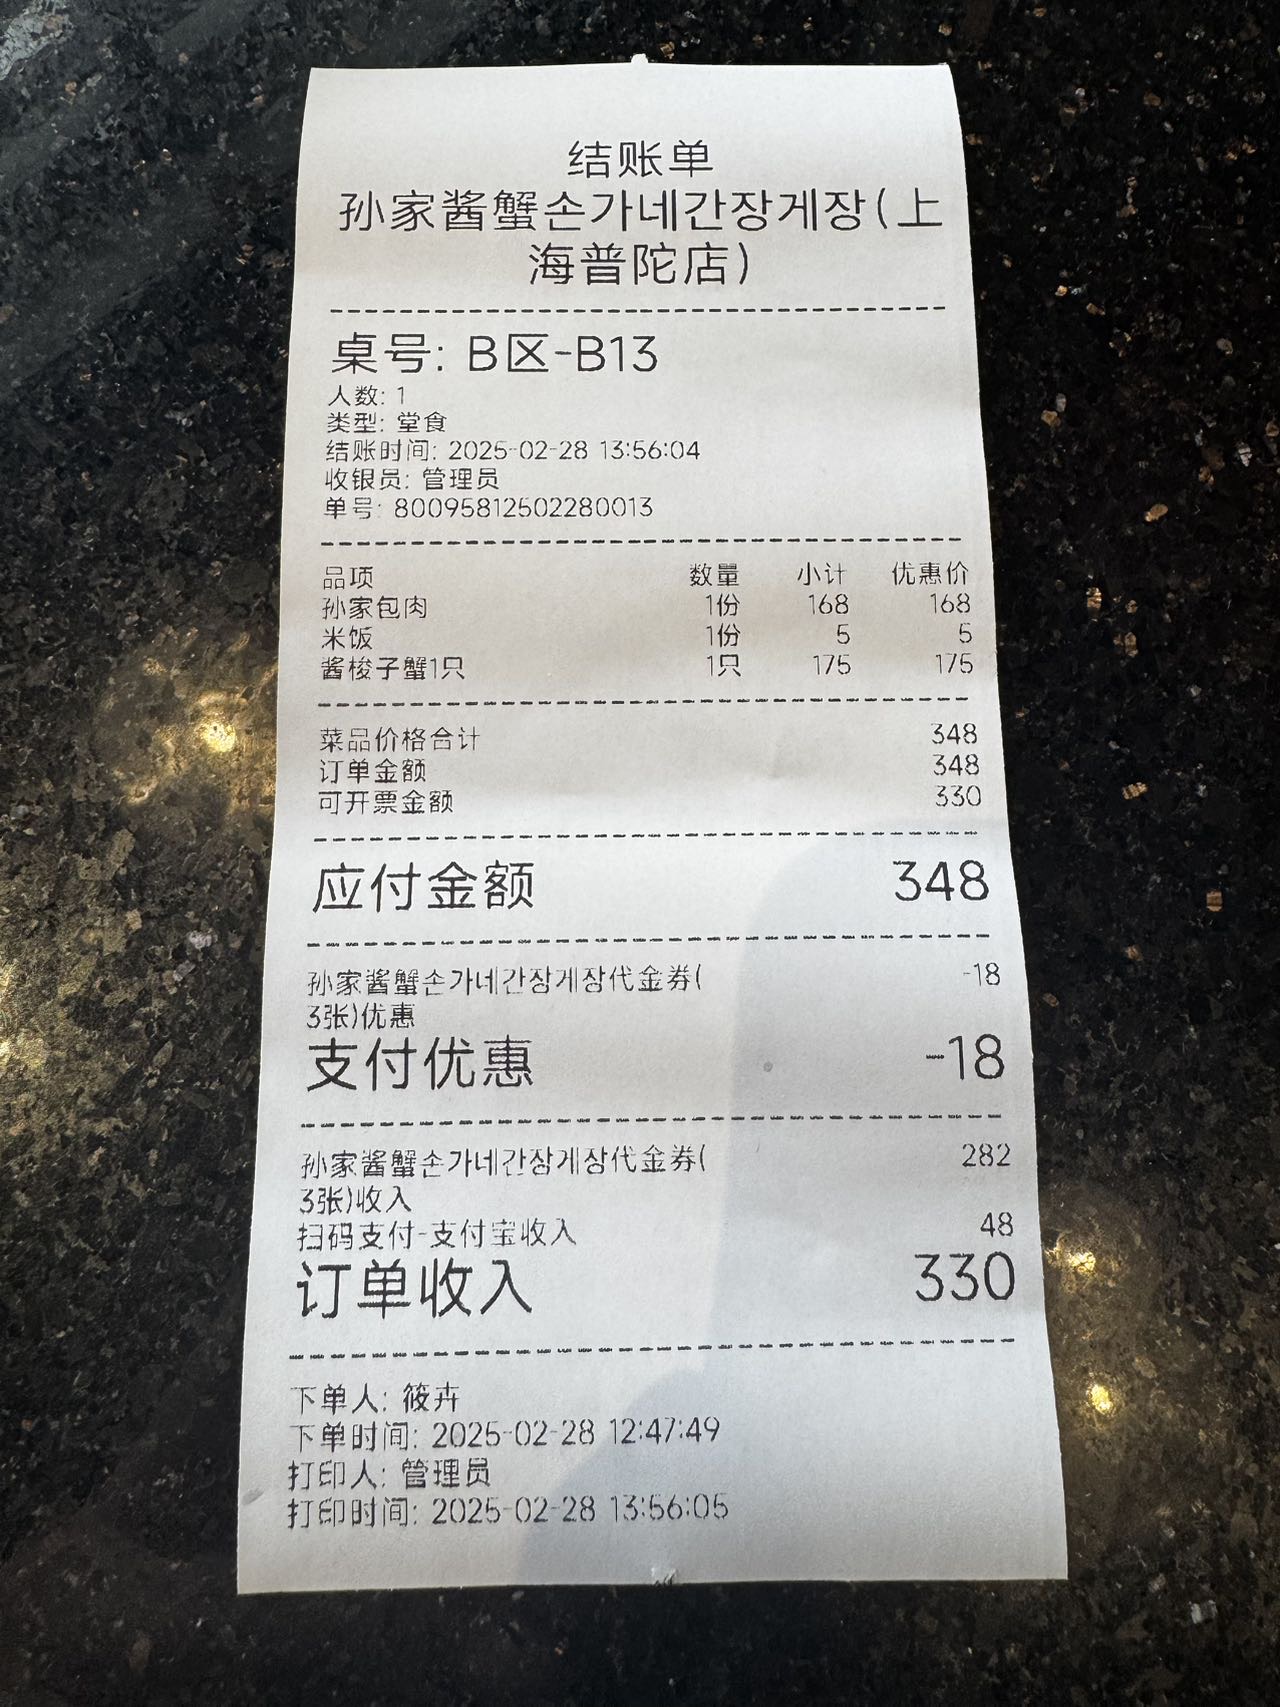 结账单
孙家酱蟹손가네간장게장(上
海普陀店)
桌号: B区-B13
人数: 1
类型: 堂食
结账时间: 2025-02-28 13:56:04
收银员: 管理员
单号: 80095812502280013
品项 数量 小计 优惠价
孙家包肉 1份 168 168
米饭 1份 5 5
酱梭子蟹1只 1只 175 175
菜品价格合计 348
订单金额 348
可开票金额 330
应付金额 348
孙家酱蟹손가네간장게장代金券( -18
3张)优惠
支付优惠 -18
孙家酱蟹손가네간장게장代金券( 282
3张)收入
扫码支付-支付宝收入 48
订单收入 330
下单人: 筱卉
下单时间: 2025-02-28 12:47:49
打印人: 管理员
打印时间: 2025-02-28 13:56:05